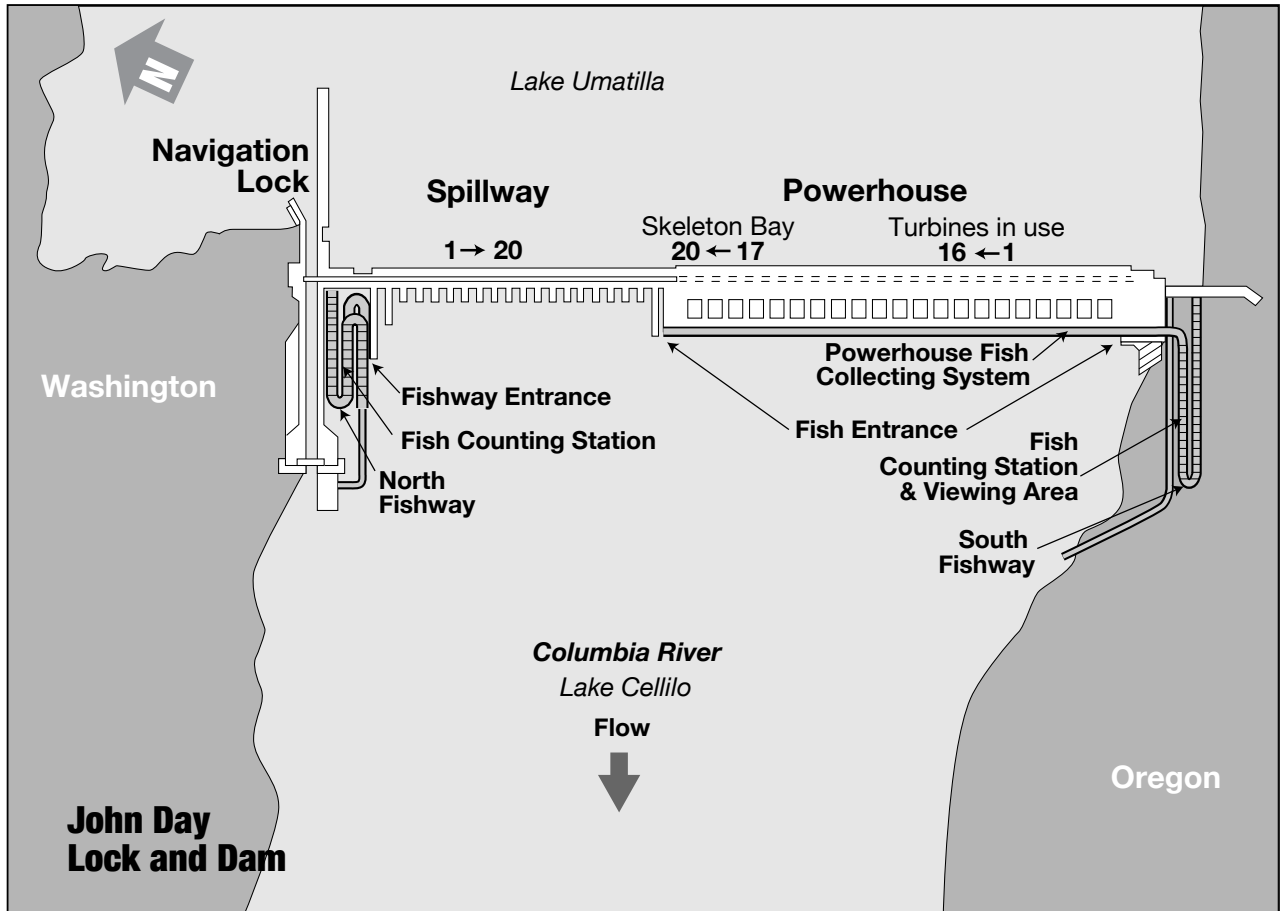 N
Lake Umatilla
Navigation
Lock
Spillway
1→ 20
Powerhouse
Skeleton Bay
20 ← 17
Turbines in use
16 ←1
Washington
Fishway Entrance
Fish Counting Station
North
Fishway
Powerhouse Fish
Collecting System
Fish Entrance
Fish
Counting Station
& Viewing Area
South
Fishway
Columbia River
Lake Cellilo
Flow
Oregon
John Day
Lock and Dam